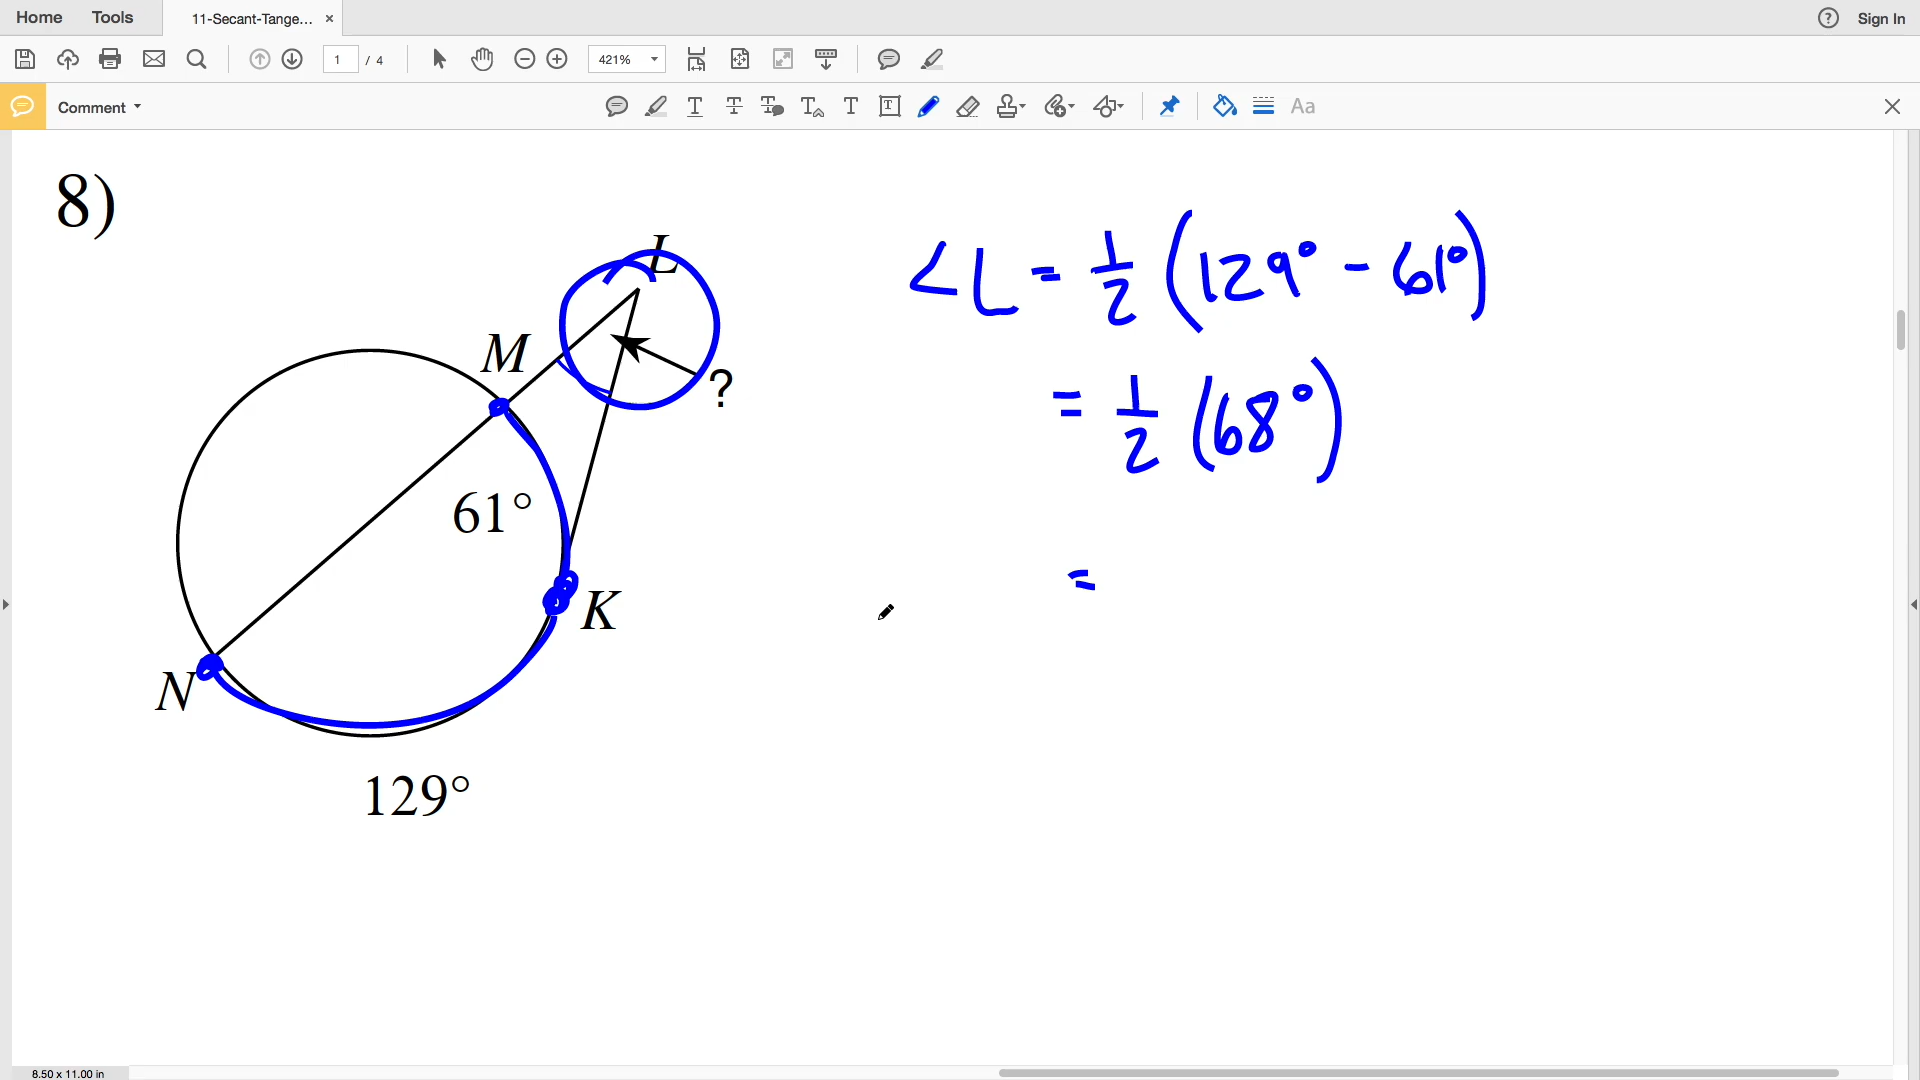 Home Tools 11-Secant-Tange... × ? Sign In
1 / 4 421%
Comment T T T T T T Aa
8)
L
M
?
61°
K
N
129°
∠L = 1/2 (129° - 61°)
= 1/2 (68°)
=
8.50 x 11.00 in